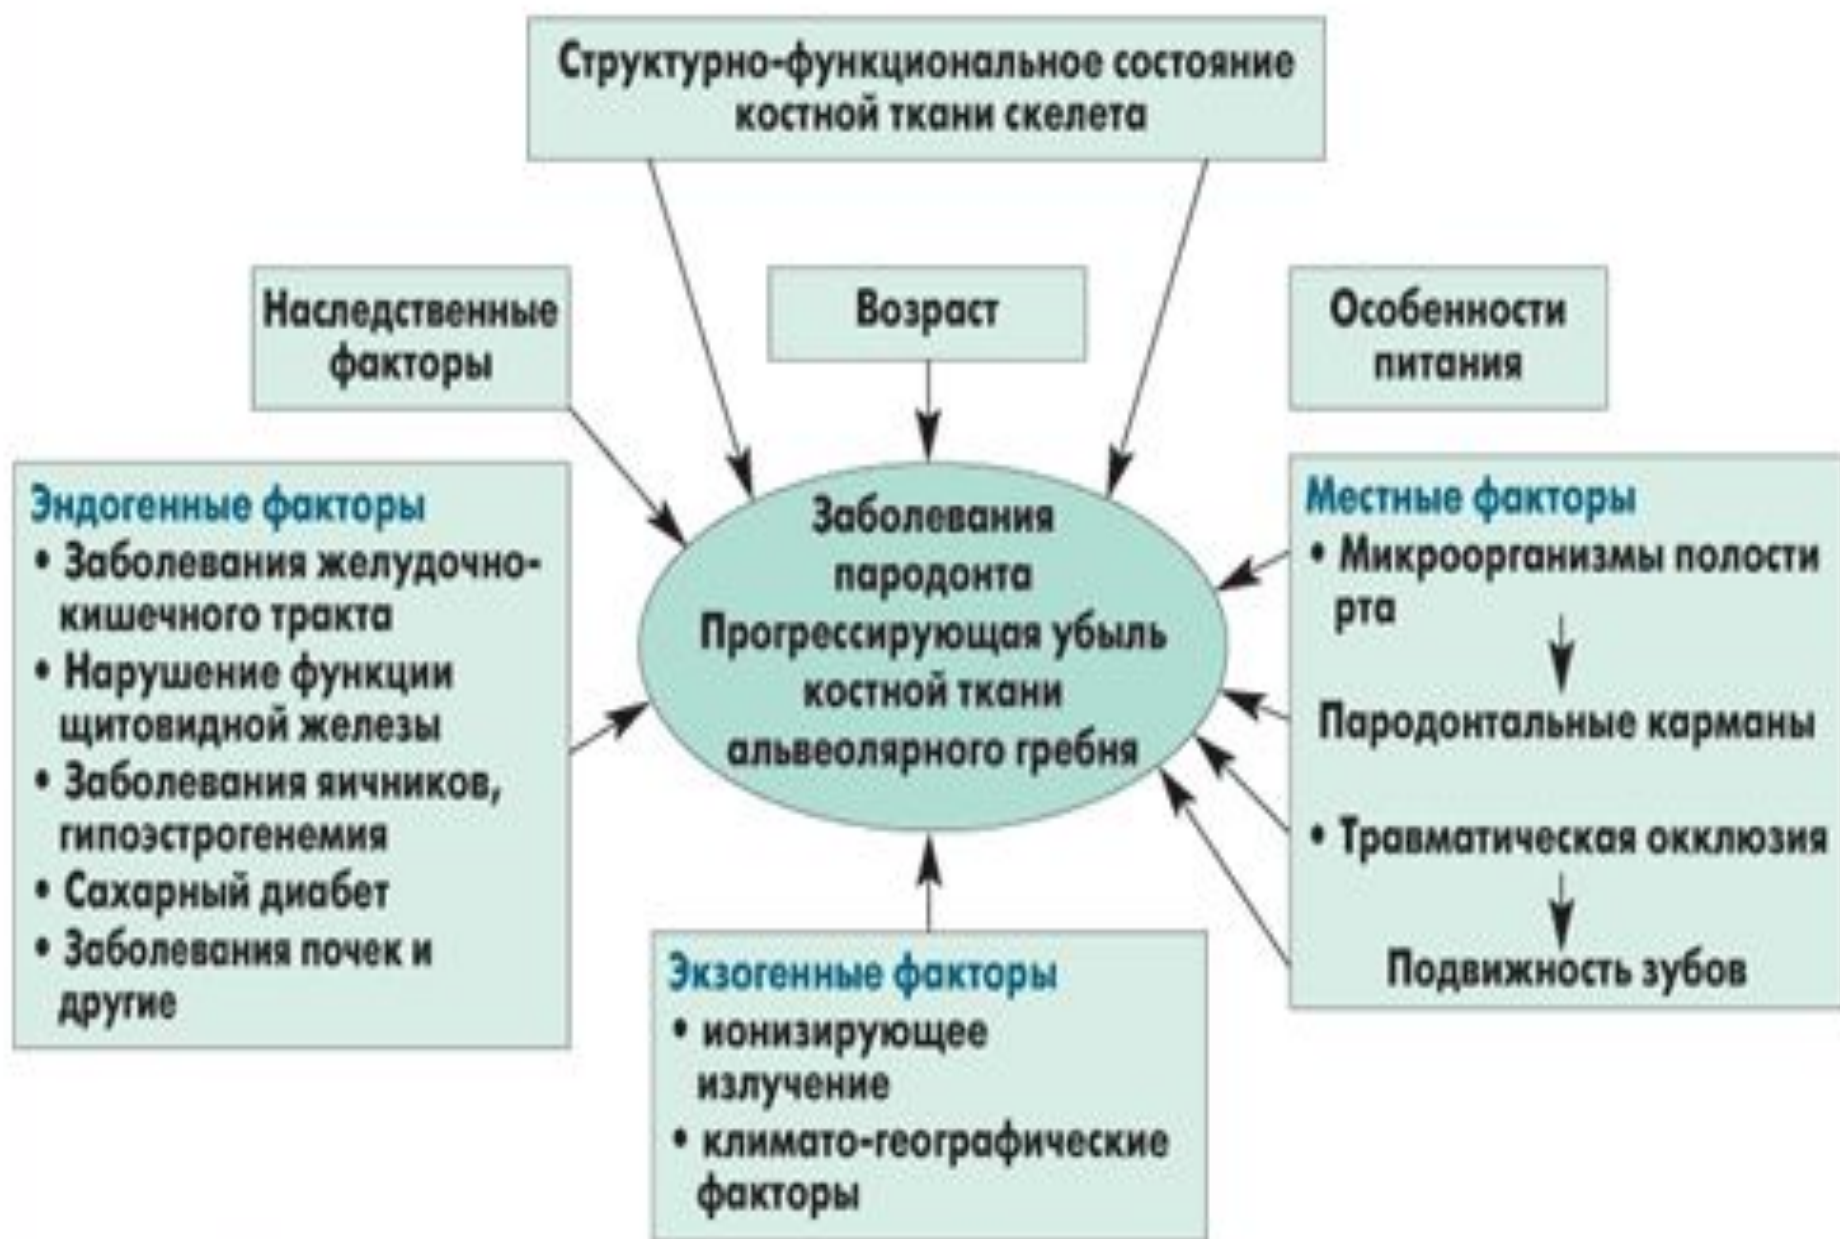 Структурно-функциональное состояние
костной ткани скелета
Наследственные
факторы
Возраст
Особенности
питания
Эндогенные факторы
• Заболевания желудочно-
кишечного тракта
• Нарушение функции
щитовидной железы
• Заболевания яичников,
гипоэстрогенемия
• Сахарный диабет
• Заболевания почек и
другие
Заболевания
пародонта
Прогрессирующая убыль
костной ткани
альвеолярного гребня
Местные факторы
• Микроорганизмы полости
рта
Пародонтальные карманы
• Травматическая окклюзия
Подвижность зубов
Экзогенные факторы
• ионизирующее
излучение
• климато-географические
факторы